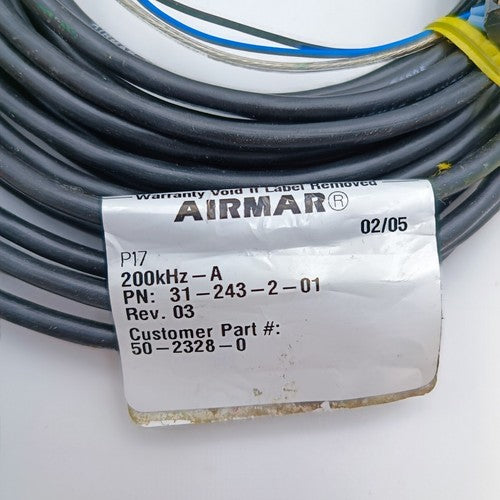 Warranty Void If Label Removed
AIRMAR®
02/05
P17
200kHz-A
PN: 31-243-2-01
Rev. 03
Customer Part #:
50-2328-0